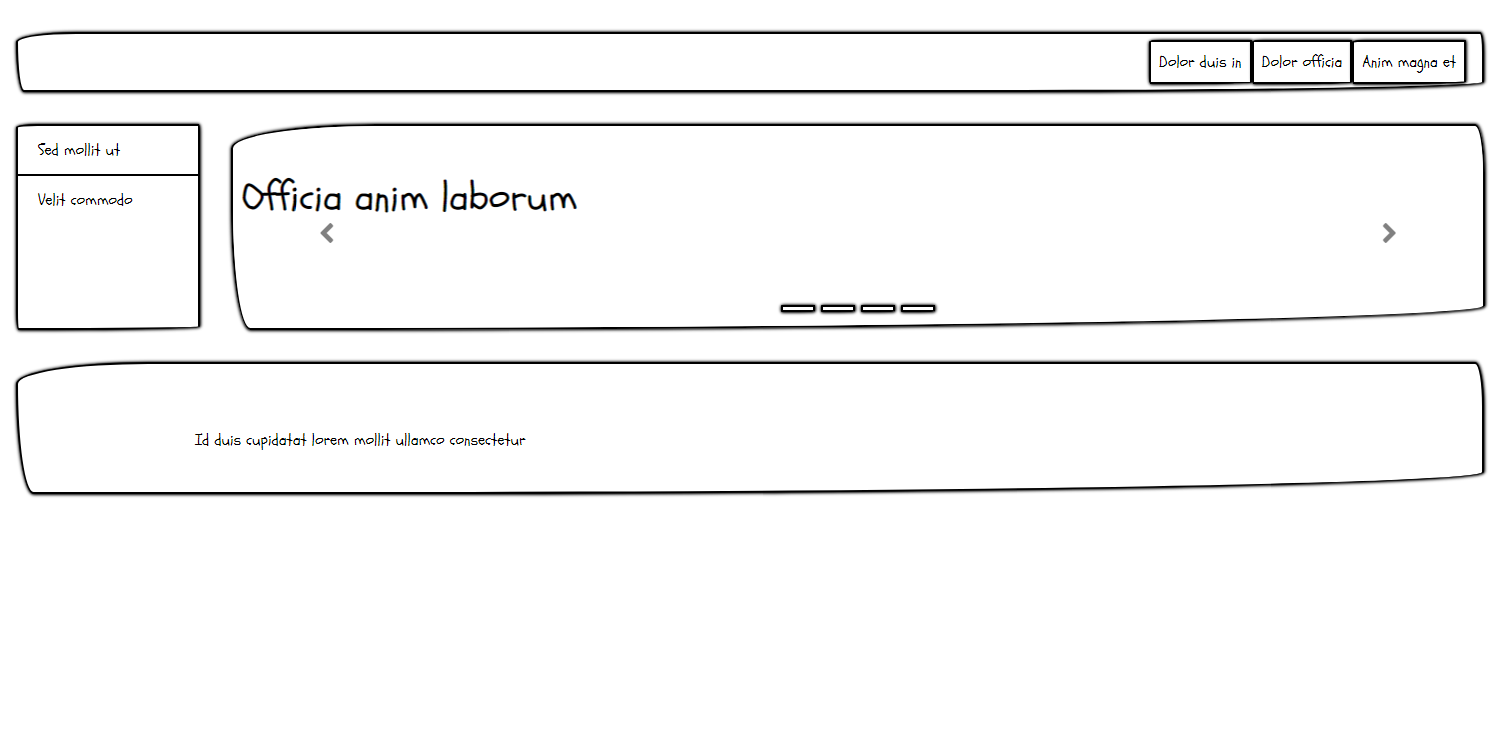 Dolor duis in
Dolor officia
Anim magna et
Sed mollit ut
Velit commodo
Officia anim laborum
Id duis cupidatat lorem mollit ullamco consectetur